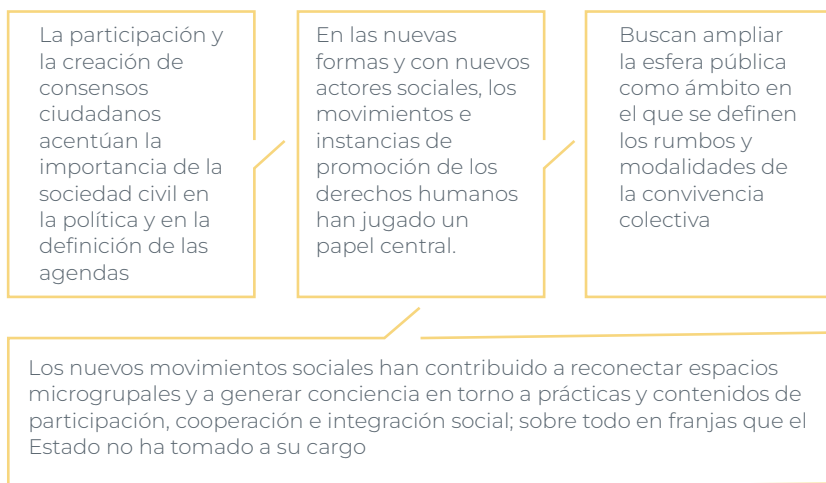 La participación y
la creación de
consensos
ciudadanos
acentúan la
importancia de la
sociedad civil en
la política y en la
definición de las
agendas
En las nuevas
formas y con nuevos
actores sociales, los
movimientos e
instancias de
promoción de los
derechos humanos
han jugado un
papel central.
Buscan ampliar
la esfera pública
como ámbito en
el que se definen
los rumbos y
modalidades de
la convivencia
colectiva
Los nuevos movimientos sociales han contribuido a reconectar espacios
microgrupales y a generar conciencia en torno a prácticas y contenidos de
participación, cooperación e integración social; sobre todo en franjas que el
Estado no ha tomado a su cargo